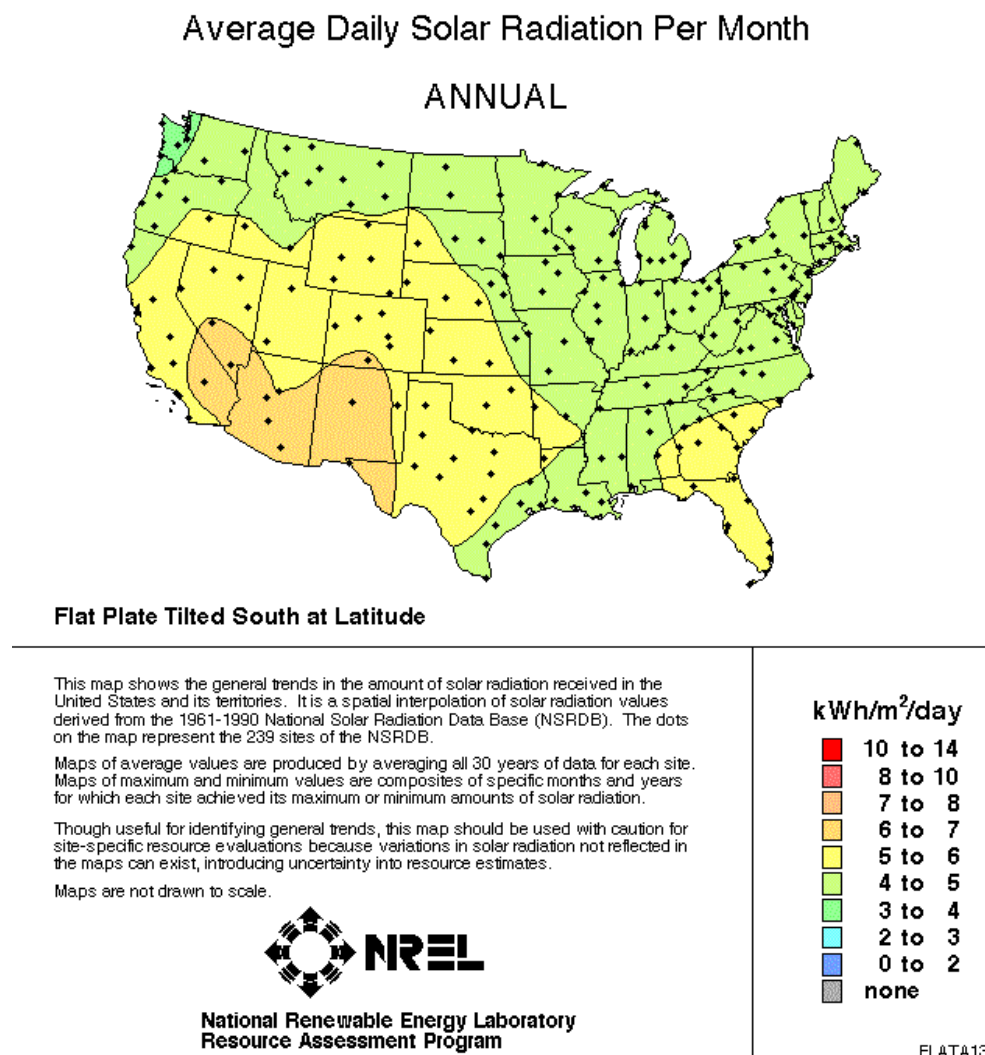 Average Daily Solar Radiation Per Month
ANNUAL
Flat Plate Tilted South at Latitude
This map shows the general trends in the amount of solar radiation received in the
United States and its territories. It is a spatial interpolation of solar radiation values
derived from the 1961-1990 National Solar Radiation Data Base (NSRDB). The dots
on the map represent the 239 sites of the NSRDB.
Maps of average values are produced by averaging all 30 years of data for each site.
Maps of maximum and minimum values are composites of specific months and years
for which each site achieved its maximum or minimum amounts of solar radiation.
Though useful for identifying general trends, this map should be used with caution for
site-specific resource evaluations because variations in solar radiation not reflected in
the maps can exist, introducing uncertainty into resource estimates.
Maps are not drawn to scale.
NREL
National Renewable Energy Laboratory
Resource Assessment Program
kWh/m²/day
10 to 14
8 to 10
7 to 8
6 to 7
5 to 6
4 to 5
3 to 4
2 to 3
0 to 2
none
FLATA13